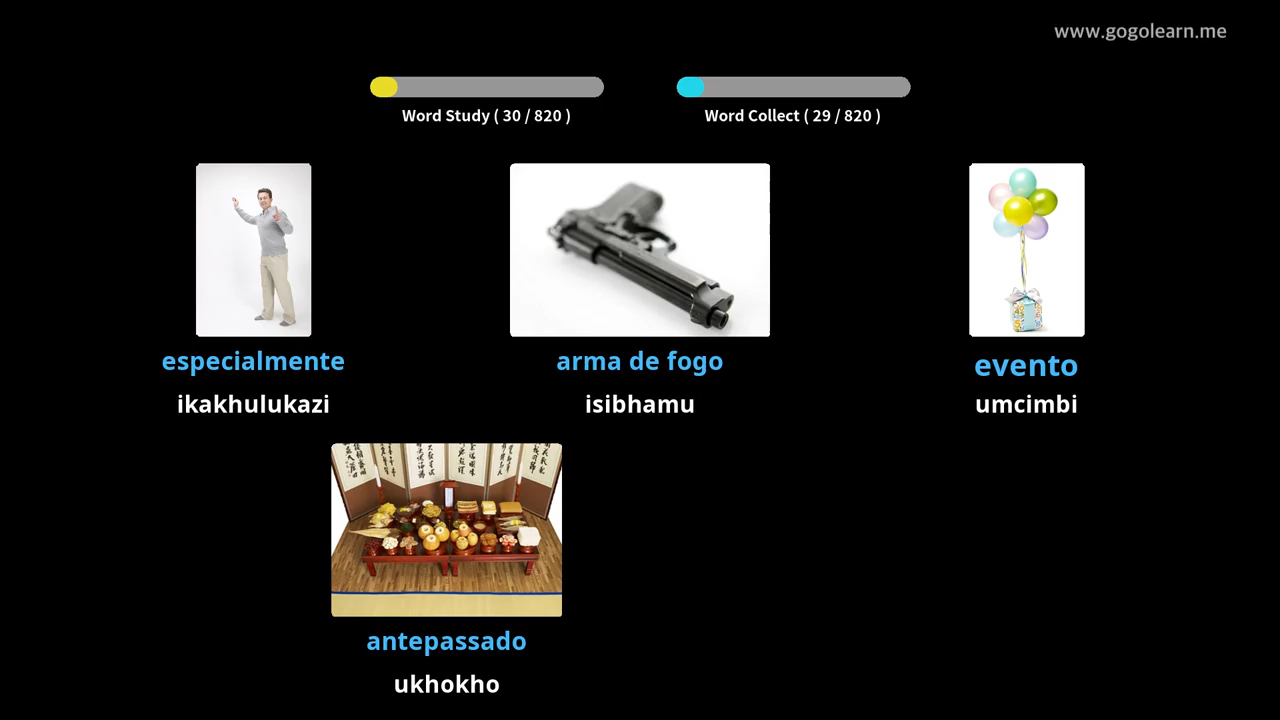 www.gogolearn.me
Word Study ( 30 / 820 )
Word Collect ( 29 / 820 )
especialmente
ikakhulukazi
arma de fogo
isibhamu
evento
umcimbi
antepassado
ukhokho